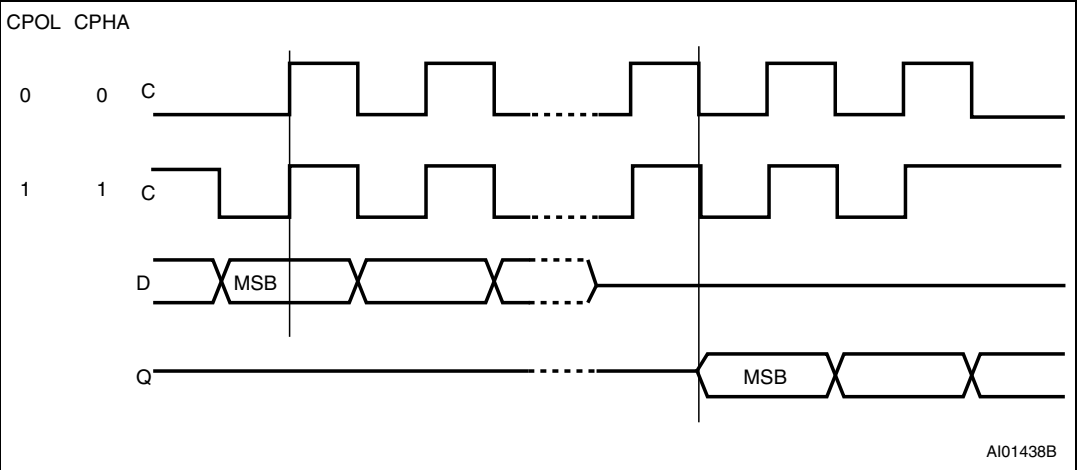 CPOL CPHA
0 0 C
1 1 C
D MSB
Q MSB
AI01438B